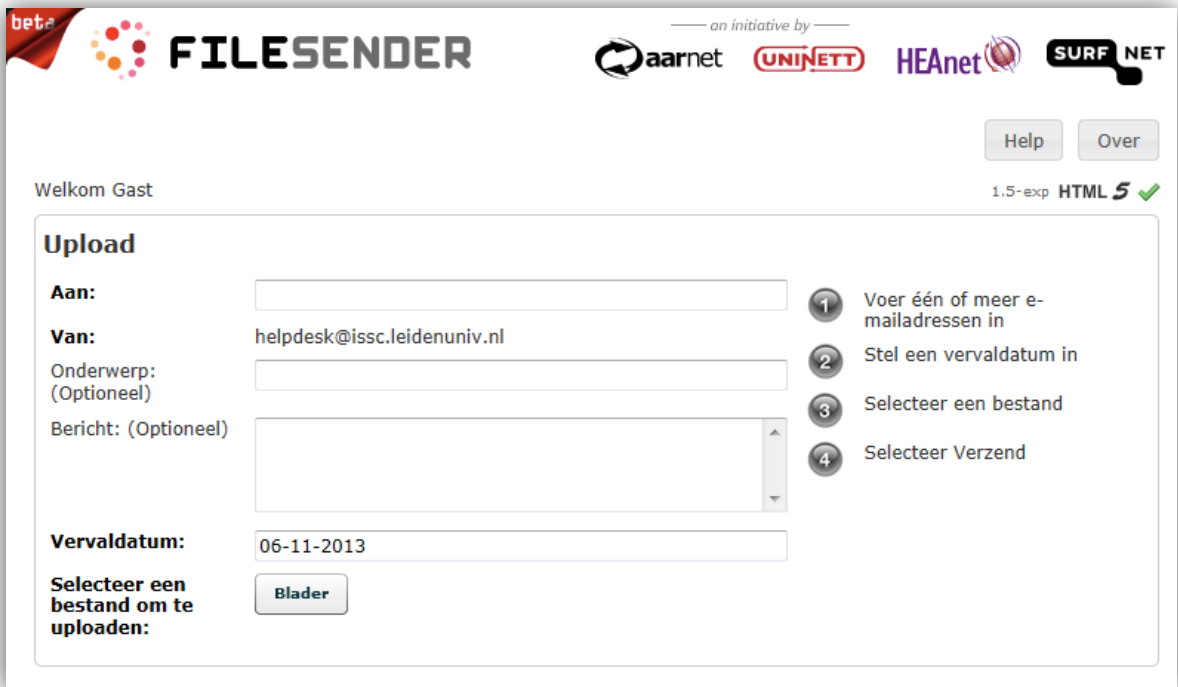 beta
FILESENDER
an initiative by
aarnet UNINETT HEAnet SURF NET
Help Over
Welkom Gast
1.5-exp HTML 5
Upload
Aan:
Van: helpdesk@issc.leidenuniv.nl
Onderwerp:
(Optioneel)
Bericht: (Optioneel)
Vervaldatum: 06-11-2013
Selecteer een
bestand om te
uploaden:
Blader
1 Voer één of meer e-
mailadressen in
2 Stel een vervaldatum in
3 Selecteer een bestand
4 Selecteer Verzend